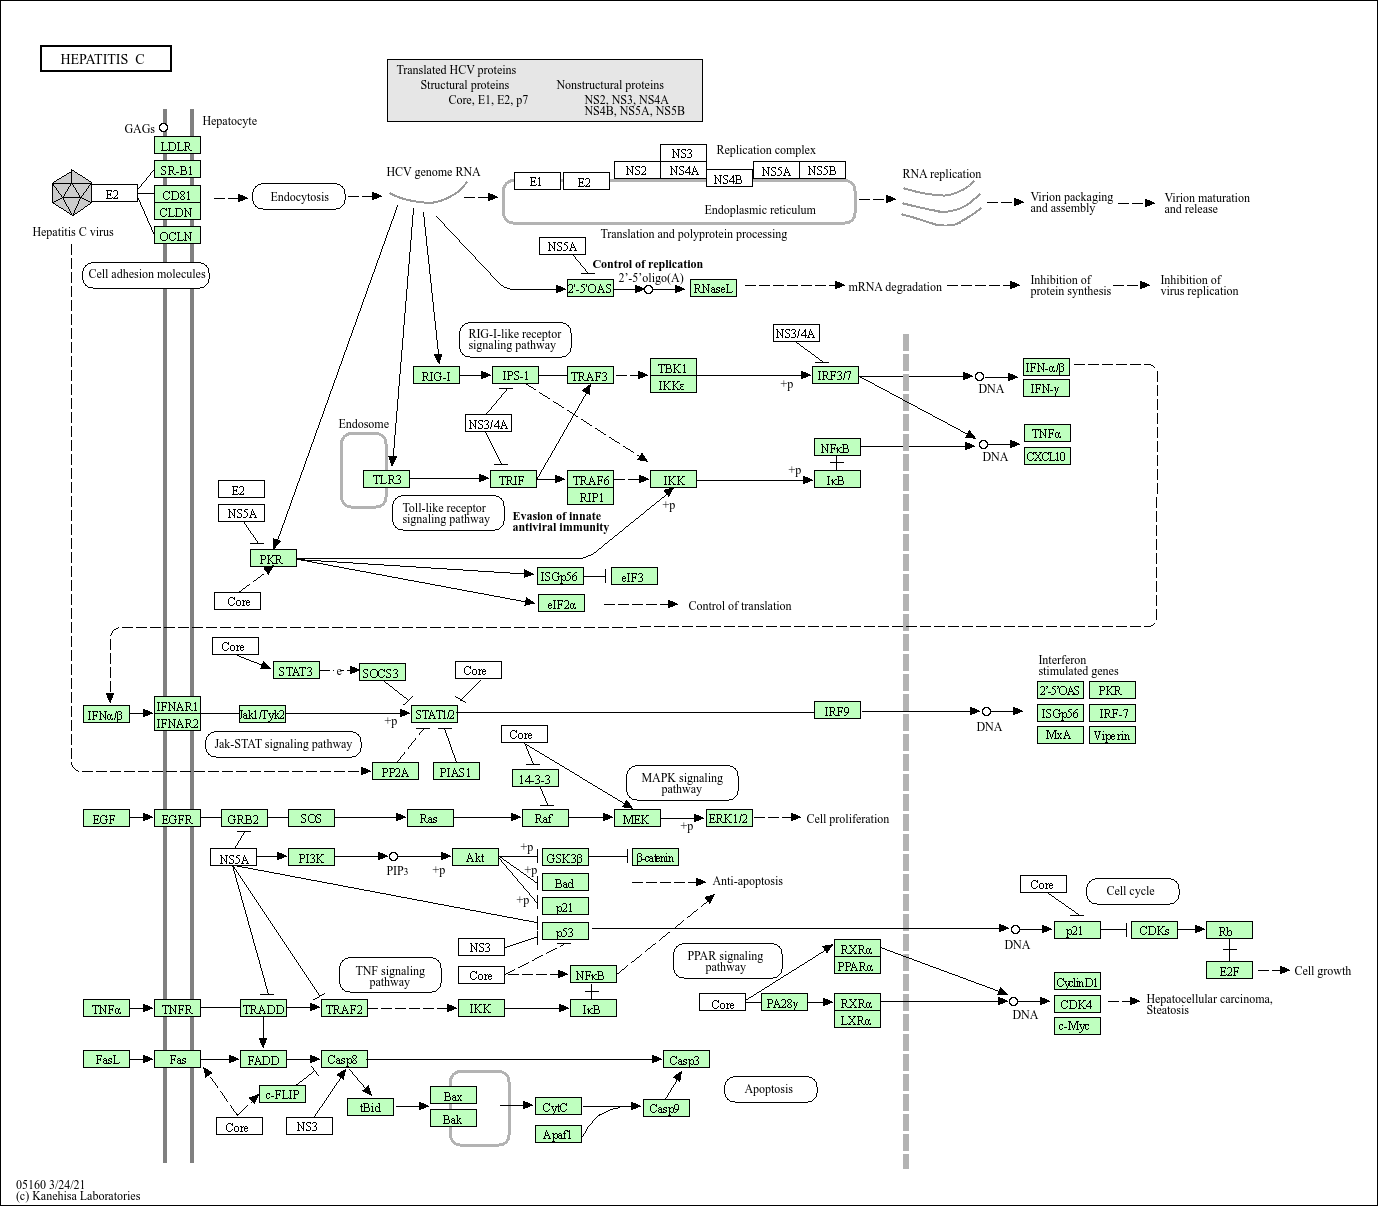 HEPATITIS C
Translated HCV proteins
Structural proteins
Nonstructural proteins
Core, E1, E2, p7
NS2, NS3, NS4A
NS4B, NS5A, NS5B
GAGs
Hepatocyte
LDLR
SR-B1
E2
CD81
CLDN
OCLN
Hepatitis C virus
Cell adhesion molecules
Endocytosis
HCV genome RNA
E1
E2
NS2
NS3
NS4A
NS4B
NS5A
NS5B
Replication complex
Endoplasmic reticulum
Translation and polyprotein processing
RNA replication
Virion packaging
and assembly
Virion maturation
and release
NS5A
Control of replication
2'-5'oligo(A)
2'-5'OAS
RNaseL
mRNA degradation
Inhibition of
protein synthesis
Inhibition of
virus replication
RIG-I-like receptor
signaling pathway
NS3/4A
RIG-I
IPS-1
TRAF3
TBK1
IKKε
+p
IRF3/7
DNA
IFN-α/β
IFN-γ
NS3/4A
Endosome
TLR3
TRIF
TRAF6
RIP1
IKK
+p
+p
NFκB
IκB
DNA
TNFα
CXCL10
Toll-like receptor
signaling pathway
Evasion of innate
antiviral immunity
E2
NS5A
PKR
Core
ISGp56
eIF3
eIF2α
Control of translation
Core
STAT3
e
SOCS3
Core
IFNα/β
IFNAR1
IFNAR2
Jak1/Tyk2
+p
STAT1/2
IRF9
DNA
Interferon
stimulated genes
2'-5'OAS
PKR
ISGp56
IRF-7
MxA
Viperin
Jak-STAT signaling pathway
PP2A
PIAS1
Core
14-3-3
MAPK signaling
pathway
EGF
EGFR
GRB2
SOS
Ras
Raf
MEK
+p
ERK1/2
Cell proliferation
NS5A
PI3K
PIP3
+p
Akt
+p
+p
+p
GSK3β
β-catenin
Bad
p21
p53
Anti-apoptosis
NS3
Core
NFκB
Core
Cell cycle
DNA
p21
CDKs
Rb
E2F
Cell growth
TNF signaling
pathway
PPAR signaling
pathway
TNFα
TNFR
TRADD
TRAF2
IKK
IκB
Core
PA28γ
RXRα
PPARα
RXRα
LXRα
DNA
CyclinD1
CDK4
c-Myc
Hepatocellular carcinoma,
Steatosis
FasL
Fas
FADD
Casp8
Casp3
c-FLIP
Core
NS3
tBid
Bax
Bak
CytC
Apaf1
Casp9
Apoptosis
05160 3/24/21
(c) Kanehisa Laboratories